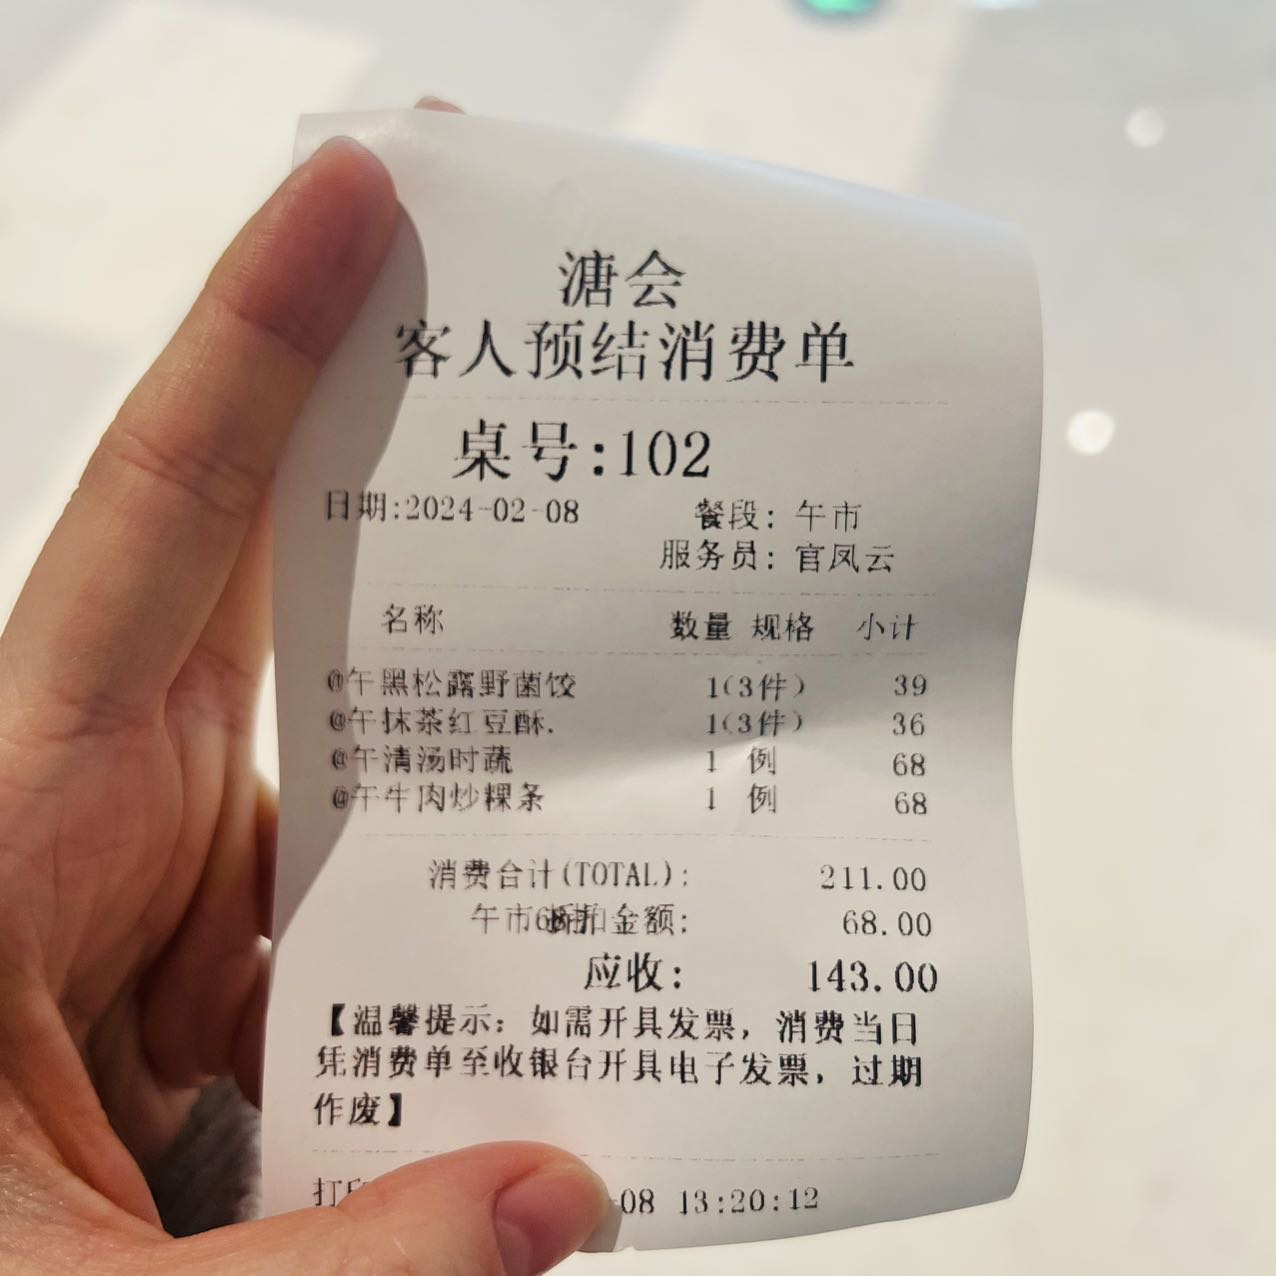 溏会
客人预结消费单
桌号:102
日期:2024-02-08 餐段: 午市
服务员: 官凤云
名称 数量 规格 小计
@午黑松露野菌饺 1(3件) 39
@午抹茶红豆酥. 1(3件) 36
@午清汤时蔬 1 例 68
@午牛肉炒粿条 1 例 68
消费合计(TOTAL): 211.00
午市 金额: 68.00
应收: 143.00
【温馨提示: 如需开具发票, 消费当日
凭消费单至收银台开具电子发票, 过期
作废】
打印 -08 13:20:12